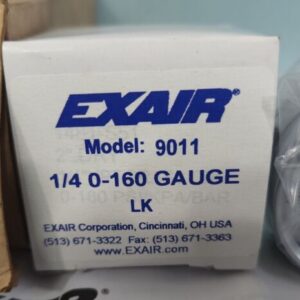 EXAIR®
Model: 9011
1/4 0-160 GAUGE
LK
EXAIR Corporation, Cincinnati, OH USA
(513) 671-3322 Fax: (513) 671-3363
www.EXAIR.com